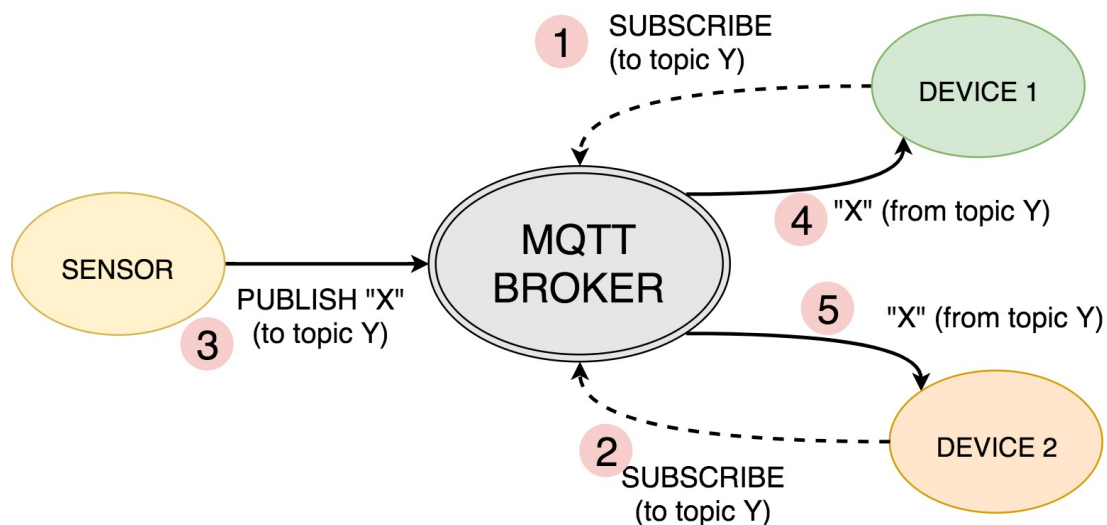 1
SUBSCRIBE
(to topic Y)
DEVICE 1
4
"X" (from topic Y)
MQTT
BROKER
SENSOR
PUBLISH "X"
(to topic Y)
3
5
"X" (from topic Y)
DEVICE 2
2
SUBSCRIBE
(to topic Y)